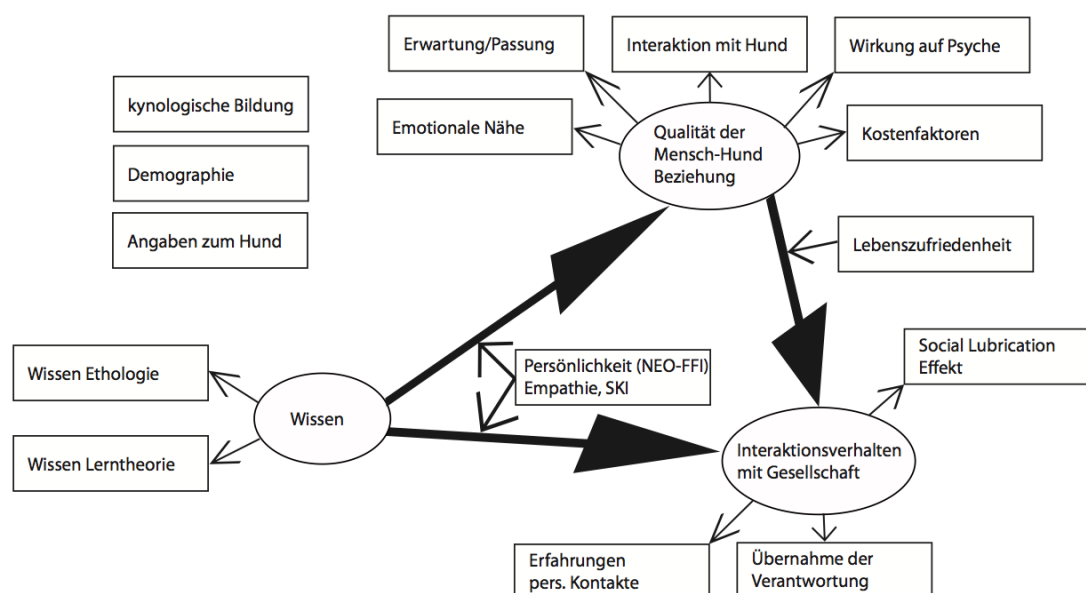 Erwartung/Passung
Interaktion mit Hund
Wirkung auf Psyche
kynologische Bildung
Emotionale Nähe
Qualität der
Mensch-Hund
Beziehung
Kostenfaktoren
Demographie
Angaben zum Hund
Lebenszufriedenheit
Wissen Ethologie
Persönlichkeit (NEO-FFI)
Empathie, SKI
Social Lubrication
Effekt
Wissen
Wissen Lerntheorie
Interaktionsverhalten
mit Gesellschaft
Erfahrungen
pers. Kontakte
Übernahme der
Verantwortung